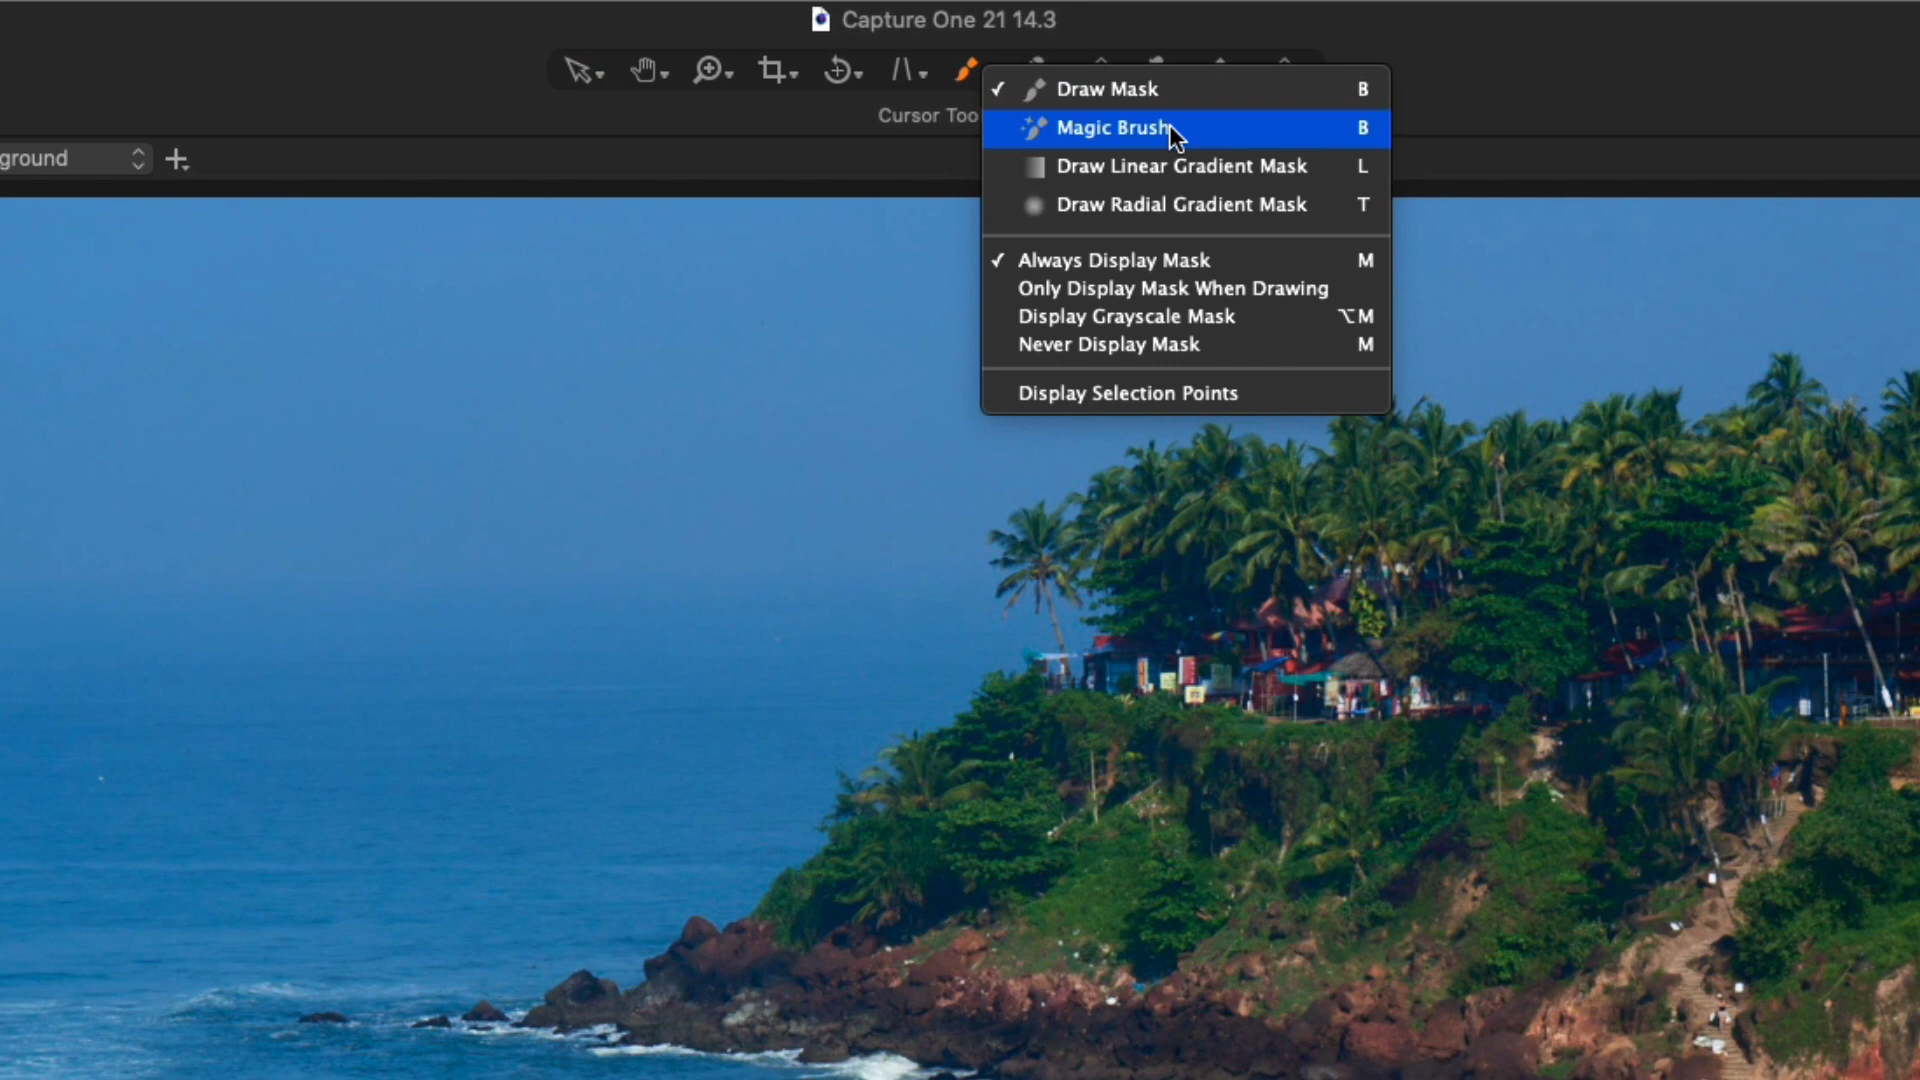 Capture One 21 14.3
Cursor Too
ground
Draw Mask B
Magic Brush B
Draw Linear Gradient Mask L
Draw Radial Gradient Mask T
Always Display Mask M
Only Display Mask When Drawing
Display Grayscale Mask ⌥M
Never Display Mask M
Display Selection Points